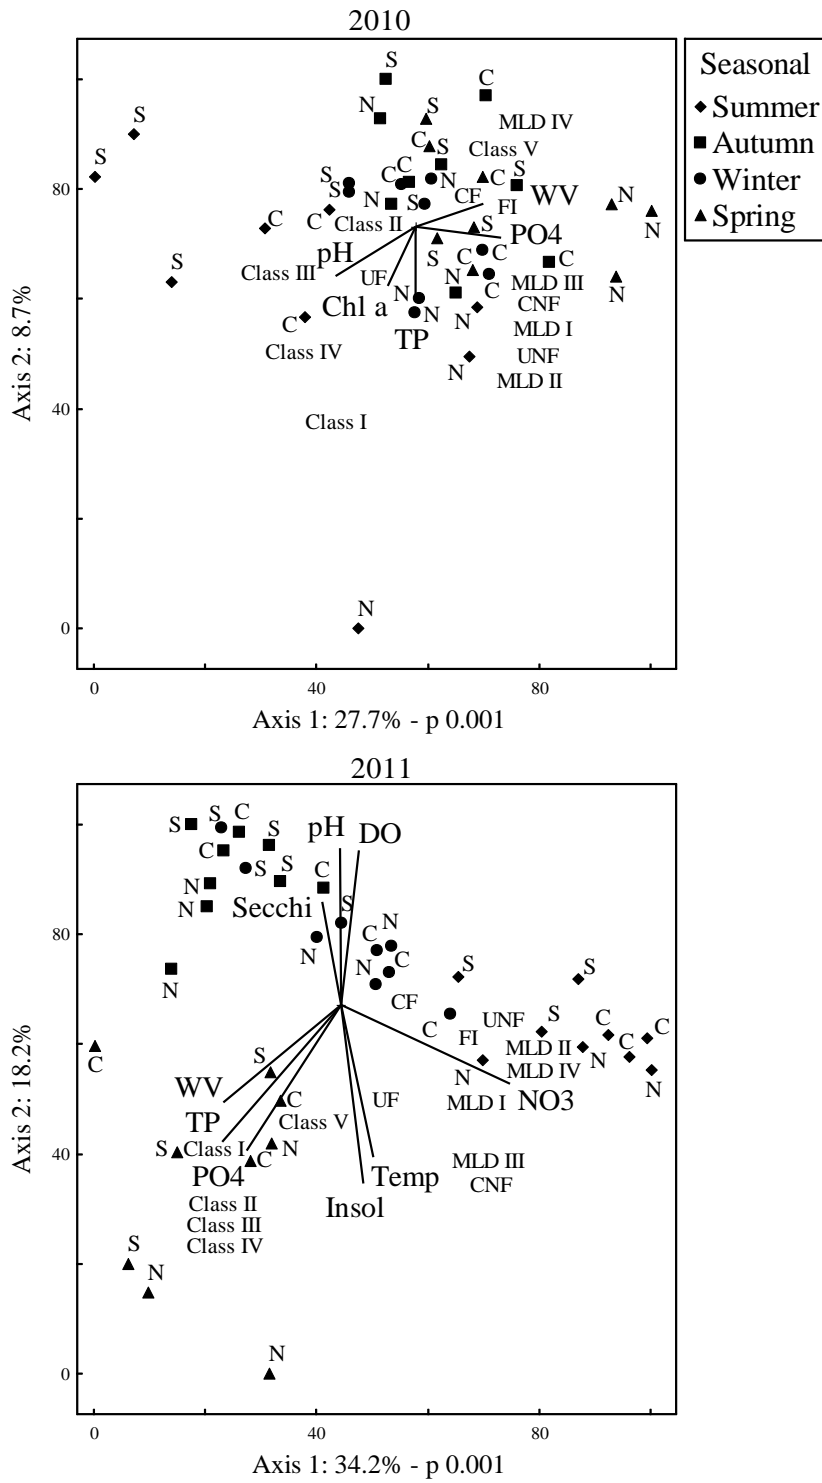 2010
Seasonal
Summer
Autumn
Winter
Spring
S
C
S
N
S
MLD IV
S
C
S
Class V
S
C
S
S
C
C
N
C
S
CF
WV
N
S
N
S
FI
C
C
Class II
S
PO4
N
pH
S
C
C
C
Class III
UF
MLD III
N
S
N
C
CNF
Chl a
N
N
N
MLD I
C
TP
Class IV
UNF
N
MLD II
Class I
N
80
40
0
Axis 2: 8.7%
0
40
80
Axis 1: 27.7% - p 0.001
2011
S
S
C
S
pH
DO
C
S
S
N
C
Secchi
S
N
N
C
N
N
C
N
S
S
N
CF
UNF
S
C
C
C
FI
MLD II
N
C
S
N
MLD IV
C
N
WV
C
UF
MLD I
NO3
TP
Class V
S
Class I
N
C
MLD III
PO4
Temp
CNF
Class II
Insol
Class III
Class IV
S
N
N
80
40
0
Axis 2: 18.2%
0
40
80
Axis 1: 34.2% - p 0.001